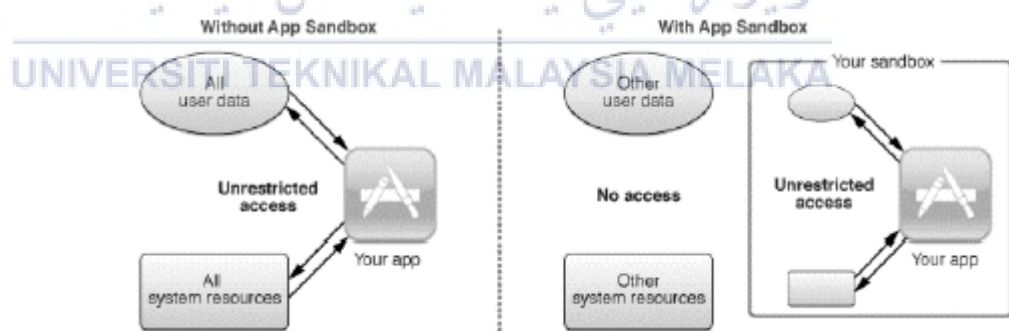 Without App Sandbox
All
user data
Unrestricted
access
Your app
All
system resources
With App Sandbox
Other
user data
No access
Other
system resources
Your sandbox
Unrestricted
access
Your app
UNIVERSITI TEKNIKAL MALAYSIA MELAKA